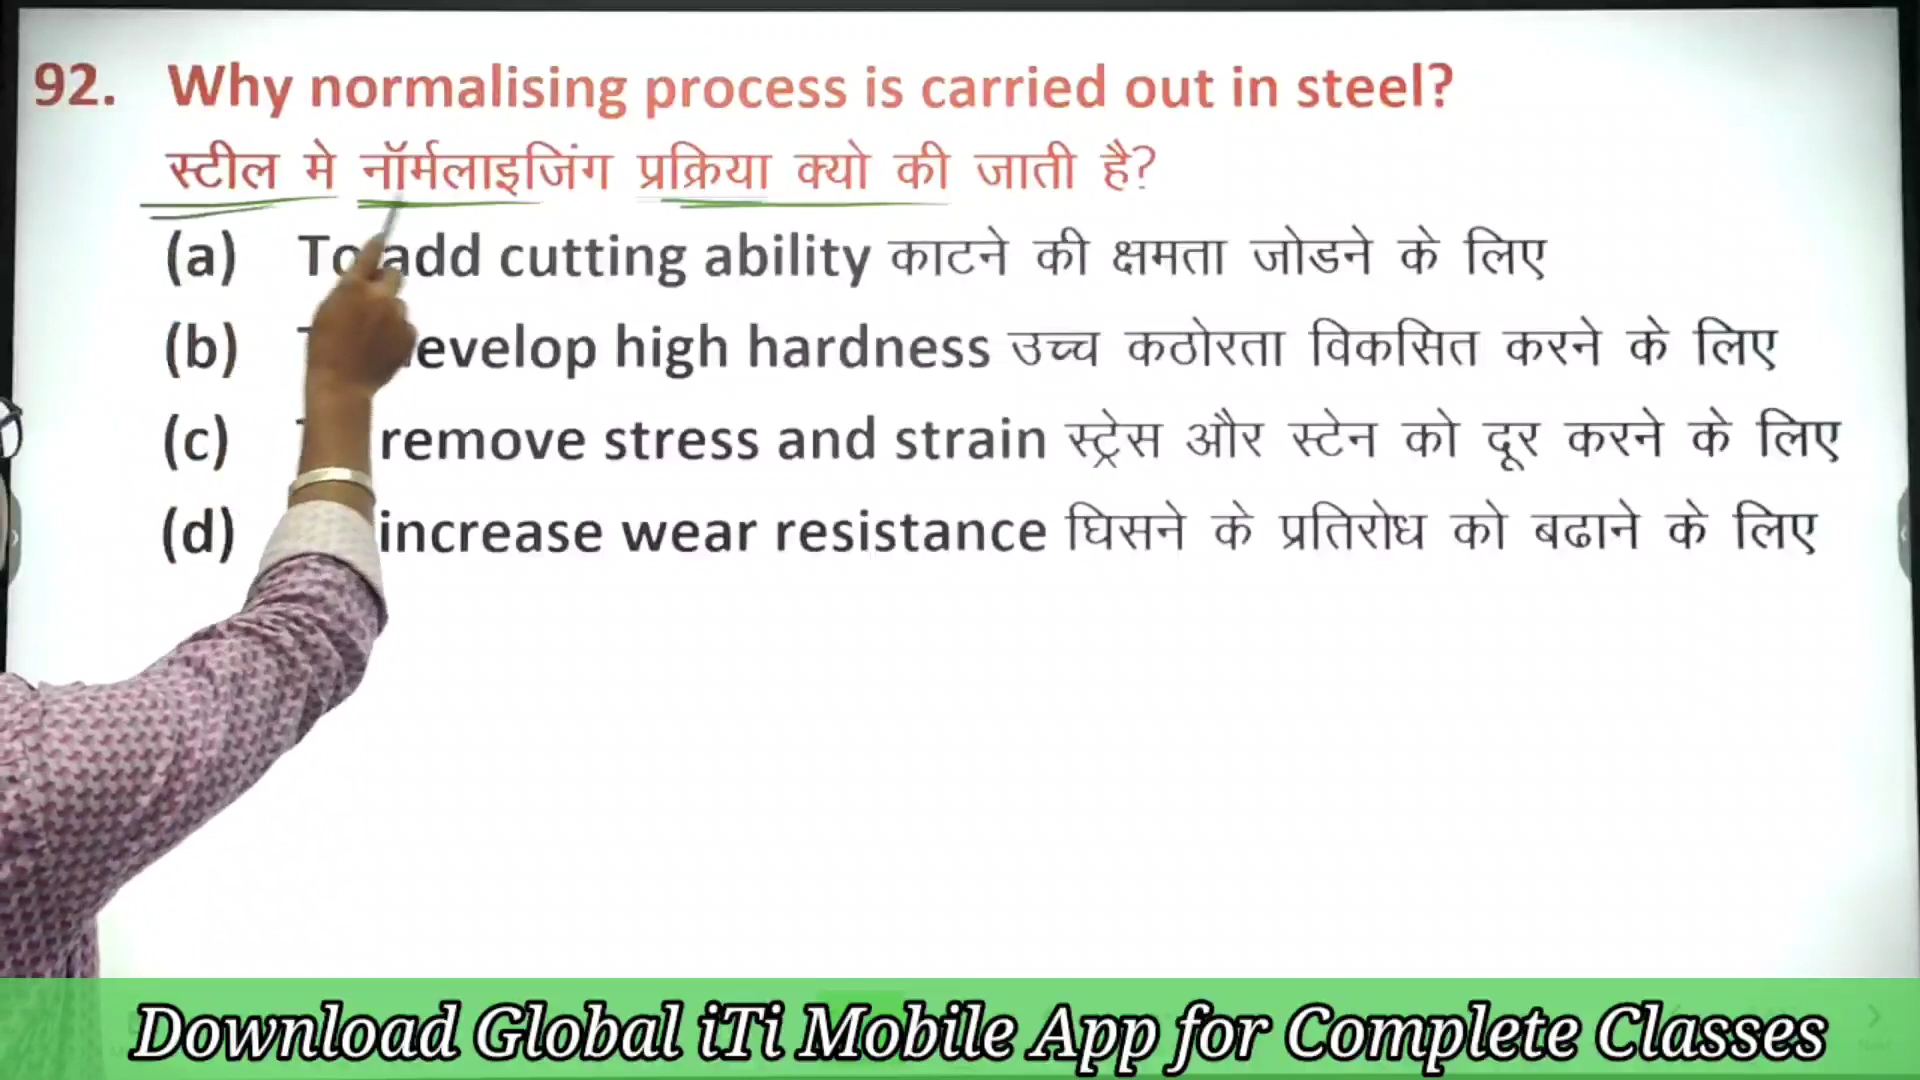 92. Why normalising process is carried out in steel?
स्टील मे नॉर्मलाइजिंग प्रक्रिया क्यो की जाती है?
(a) To add cutting ability काटने की क्षमता जोडने के लिए
(b) develop high hardness उच्च कठोरता विकसित करने के लिए
(c) remove stress and strain स्ट्रेस और स्टेन को दूर करने के लिए
(d) increase wear resistance घिसने के प्रतिरोध को बढाने के लिए
Download Global iTi Mobile App for Complete Classes